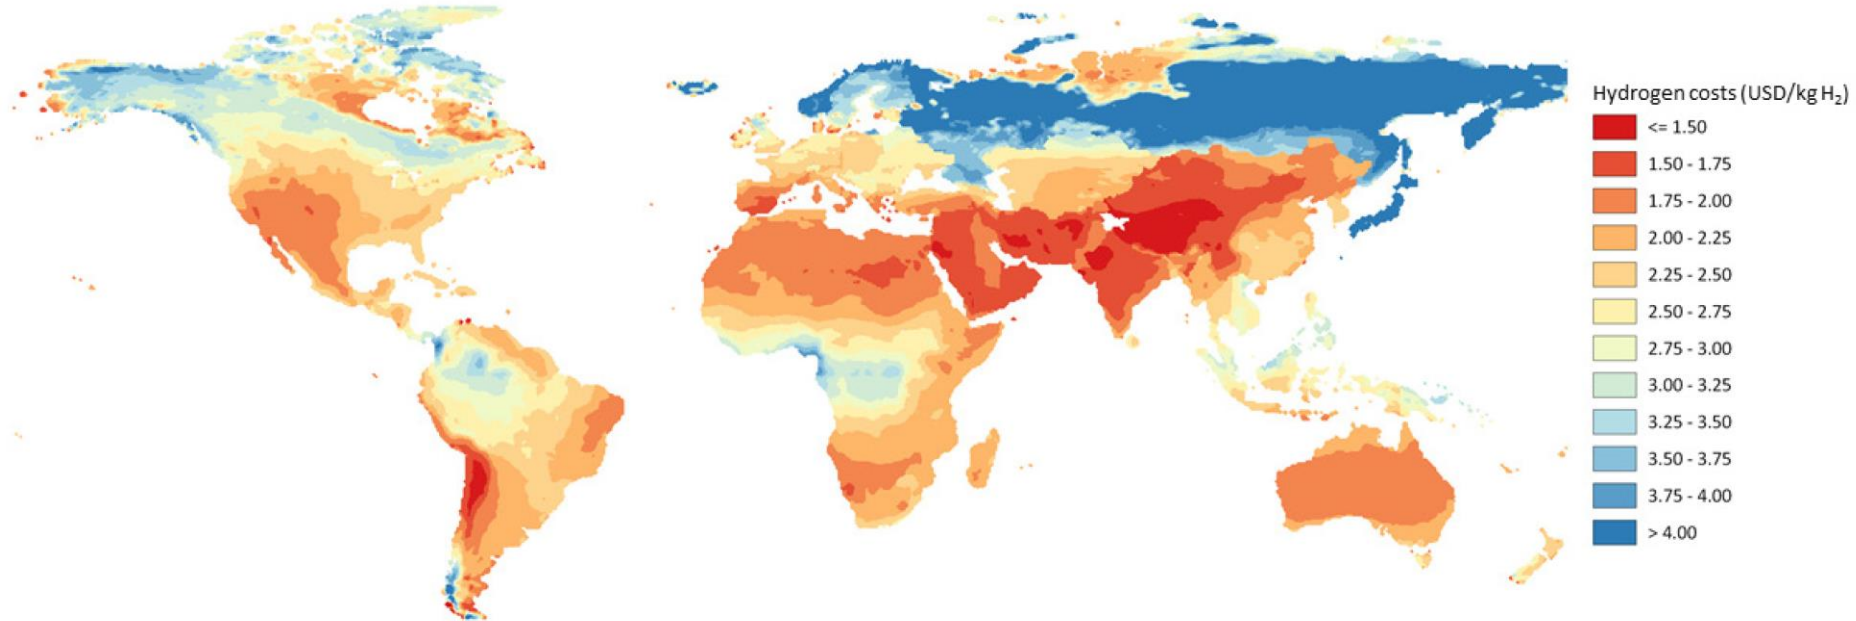 Hydrogen costs (USD/kg H₂)
<= 1.50
1.50 - 1.75
1.75 - 2.00
2.00 - 2.25
2.25 - 2.50
2.50 - 2.75
2.75 - 3.00
3.00 - 3.25
3.25 - 3.50
3.50 - 3.75
3.75 - 4.00
> 4.00